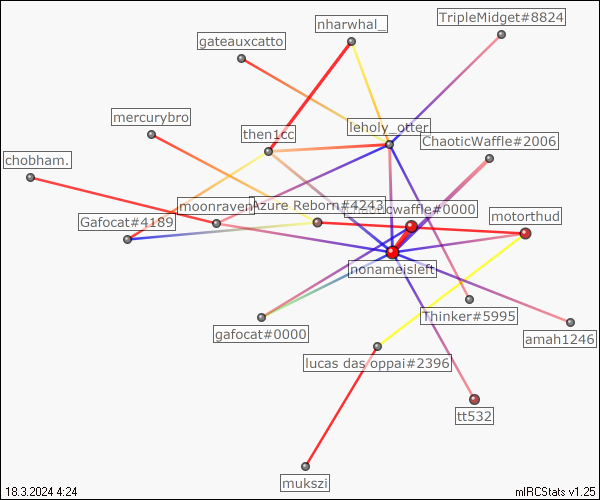 TripleMidget#8824
nharwhal_
gateauxcatto
mercurybro
leholy_otter
then1cc
ChaoticWaffle#2006
chobham.
moonraven
Azure Reborn#4243
cwaffle#0000
motorthud
Gafocat#4189
nonameisleft
Thinker#5995
gafocat#0000
amah1246
lucas das oppai#2396
tt532
mukszi
18.3.2024 4:24
mIRCStats v1.25